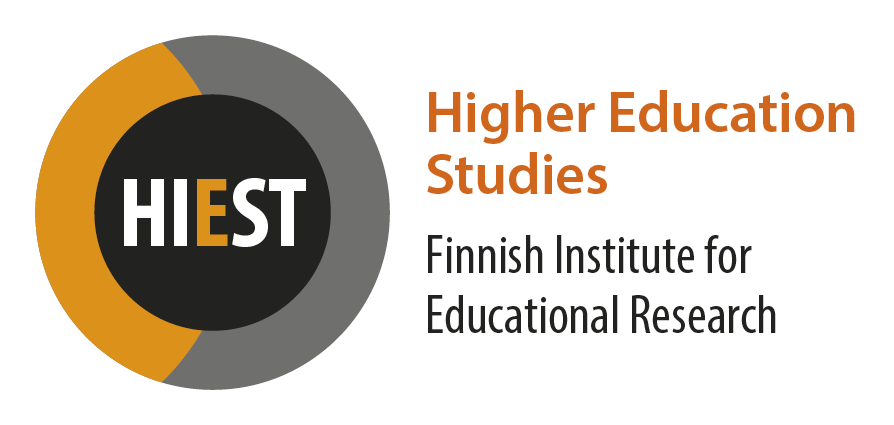 HIEST
Higher Education
Studies
Finnish Institute for
Educational Research